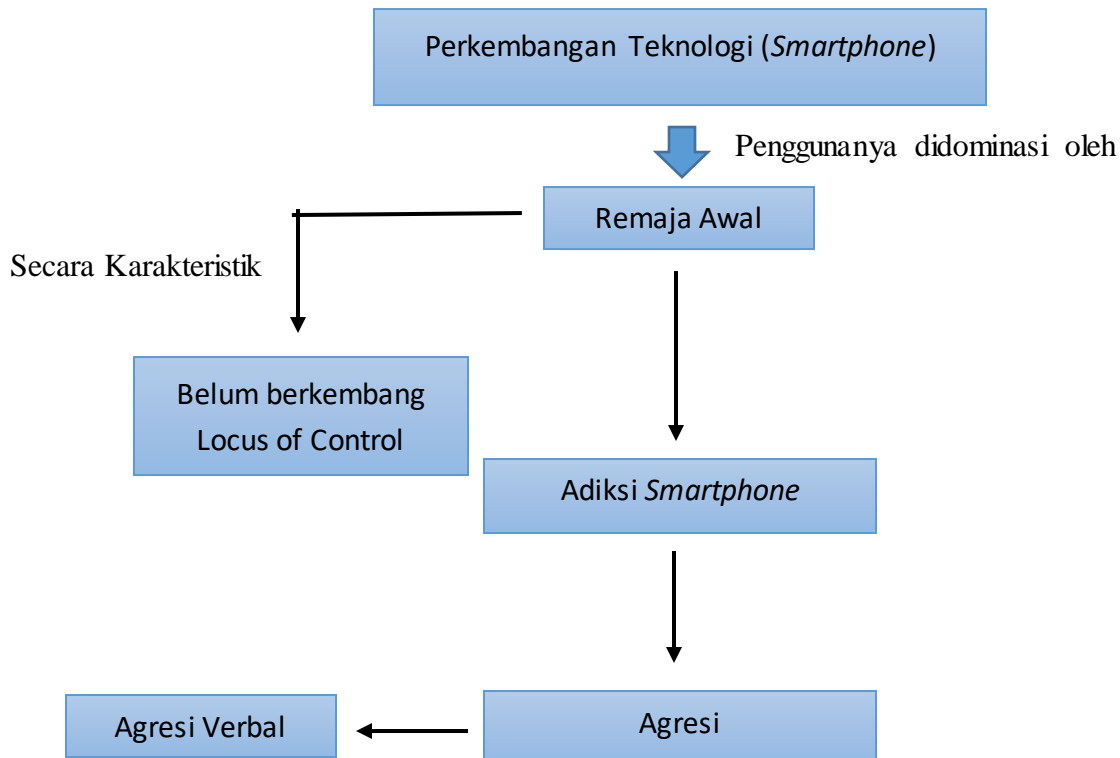 Perkembangan Teknologi (Smartphone)
Penggunanya didominasi oleh
Remaja Awal
Secara Karakteristik
Belum berkembang
Locus of Control
Adiksi Smartphone
Agresi Verbal
Agresi